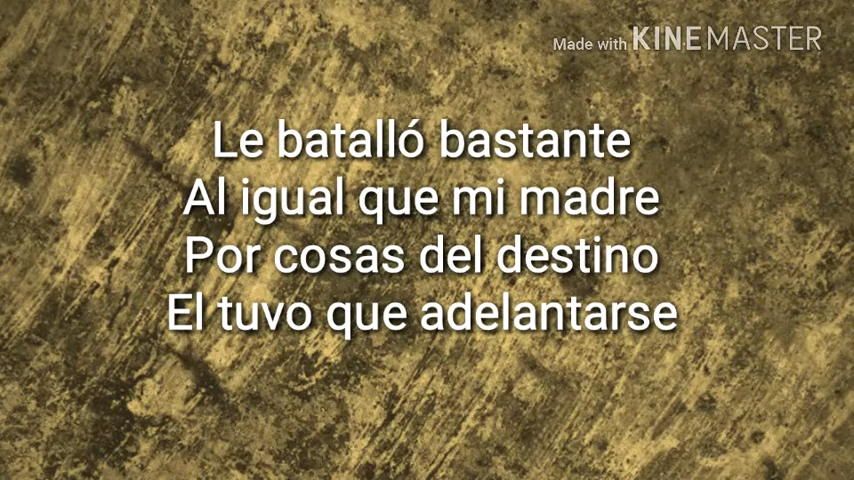 Made with KINEMASTER
Le batalló bastante
Al igual que mi madre
Por cosas del destino
El tuvo que adelantarse